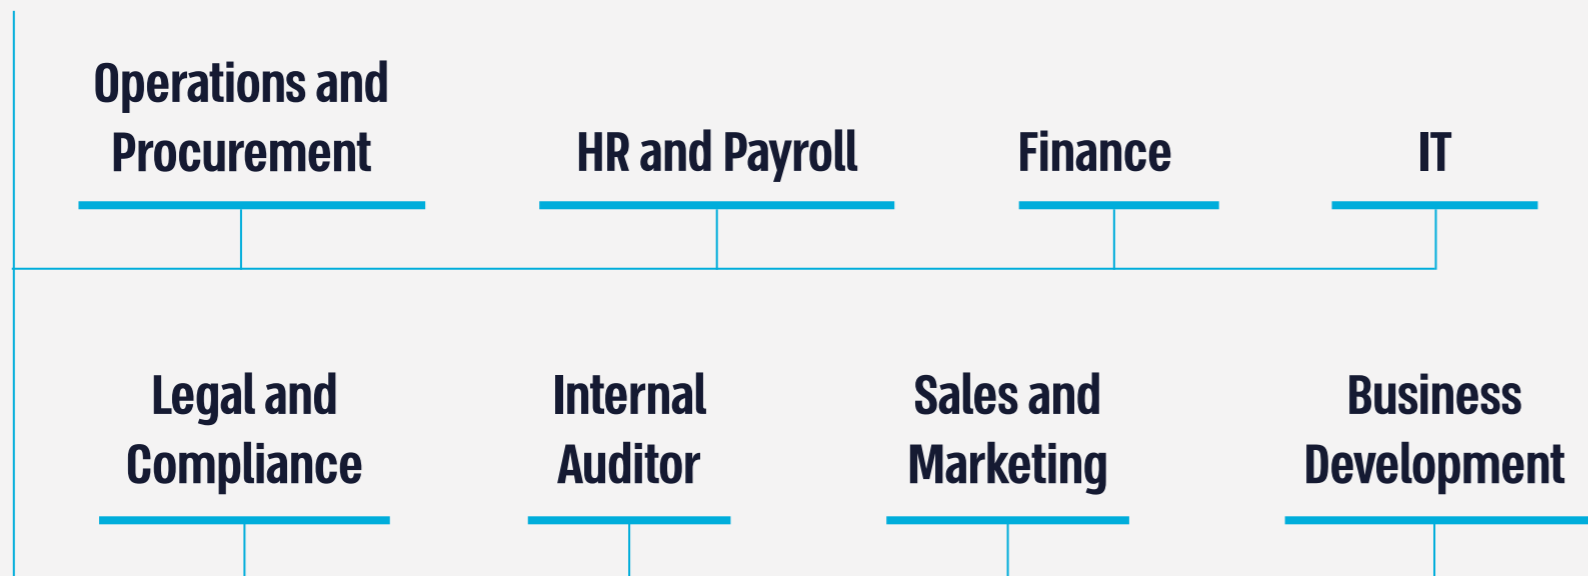 Operations and
Procurement
HR and Payroll
Finance
IT
Legal and
Compliance
Internal
Auditor
Sales and
Marketing
Business
Development